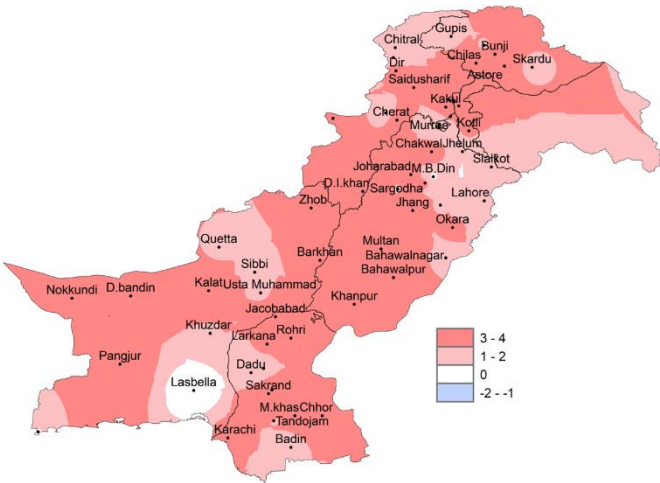 Gupis
Chitral
Bunji
Chilas
Skardu
Dir
Astore
Saidusharif
Kakul
Cherat
Kotli
Chakwal
Jhelum
Sialkot
Joharabad
M.B.Din
D.I.khan
Sargodha
Lahore
Zhob
Jhang
Okara
Quetta
Multan
Barkhan
Bahawalnagar
Sibbi
Bahawalpur
Kalat
Usta Muhammad
D.bandin
Nokkundi
Khanpur
Jacobabad
Khuzdar
Larkana
Rohri
3 - 4
1 - 2
0
-2 - -1
Pangjur
Dadu
Lasbella
Sakrand
M.khas
Chhor
Tandojam
Karachi
Badin